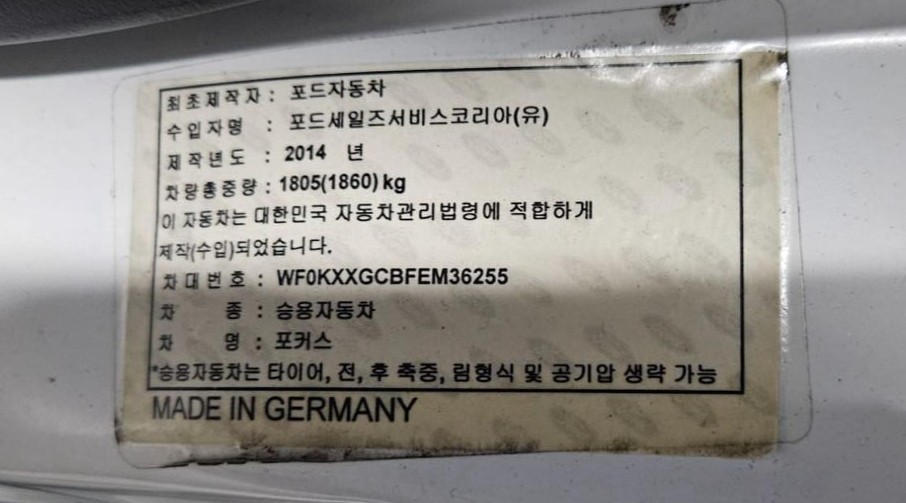 최초제작자 : 포드자동차
수입자명 : 포드세일즈서비스코리아(유)
제작년도 : 2014 년
차량총중량 : 1805(1860) kg
이 자동차는 대한민국 자동차관리법령에 적합하게
제작(수입)되었습니다.
차대번호 : WF0KXXGCBFEM36255
차 종 : 승용자동차
차 명 : 포커스
*승용자동차는 타이어, 전, 후 축중, 림형식 및 공기압 생략 가능
MADE IN GERMANY